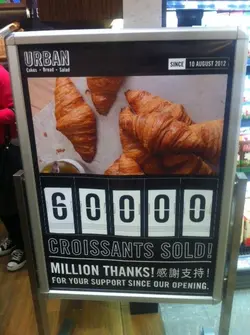 URBAN
Cakes • Bread • Salad
SINCE 10 AUGUST 2012
60000
CROISSANTS SOLD!
MILLION THANKS! 感謝支持!
FOR YOUR SUPPORT SINCE OUR OPENING.